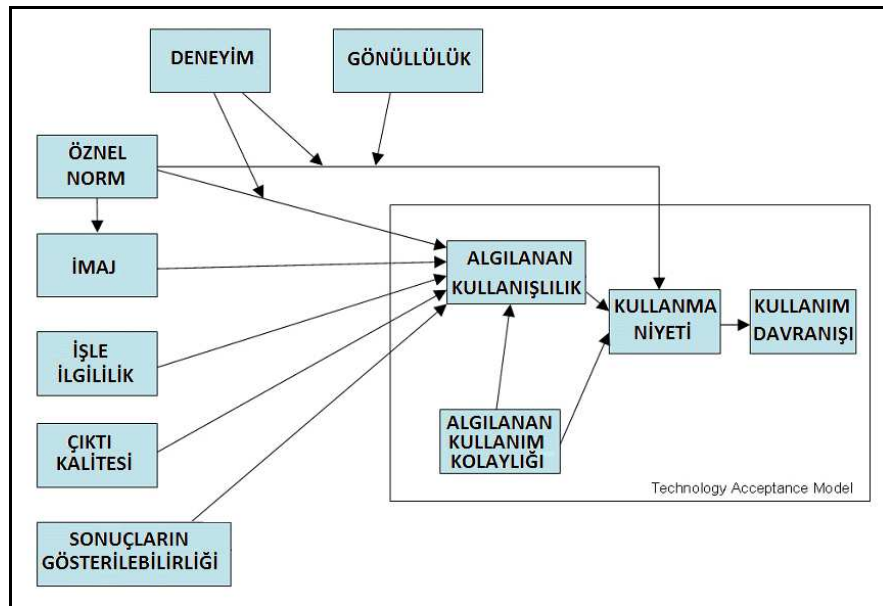 DENEYİM
GÖNÜLLÜLÜK
ÖZNEL
NORM
İMAJ
ALGILANAN
KULLANIŞLILIK
KULLANMA
NİYETİ
KULLANIM
DAVRANIŞI
İŞLE
İLGİLİLİK
ÇIKTI
KALİTESİ
ALGILANAN
KULLANIM
KOLAYLIĞI
Technology Acceptance Model
SONUÇLARIN
GÖSTERİLEBİLİRLİĞİ